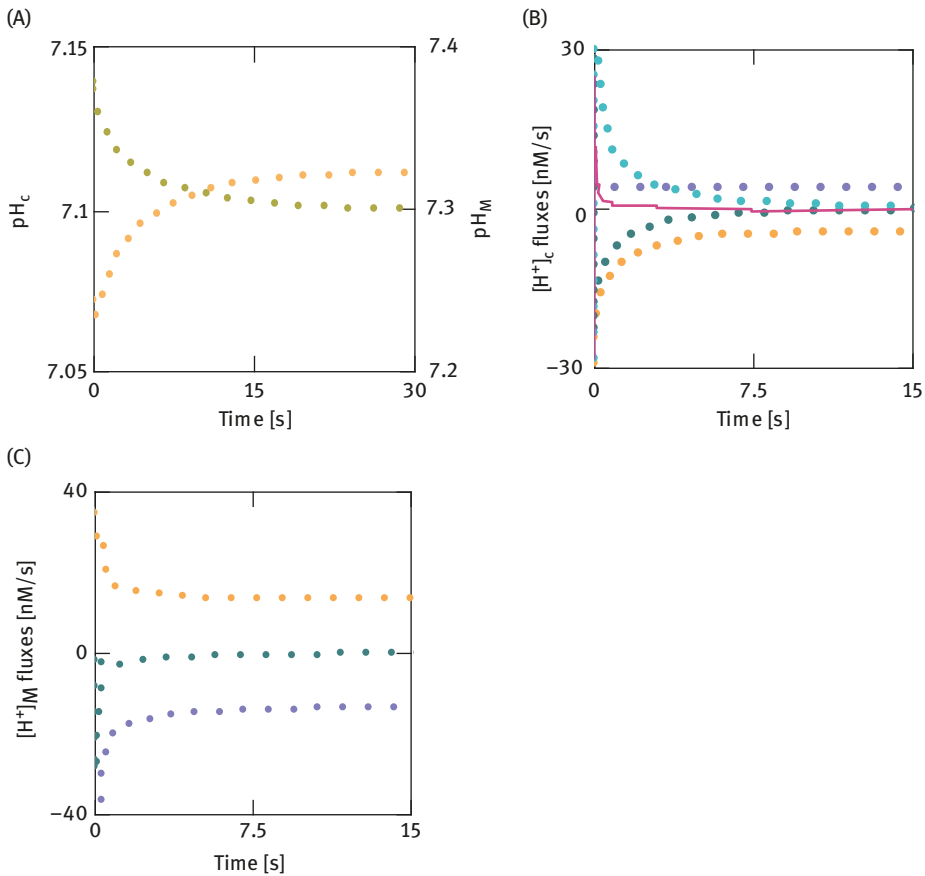 (A)
7.15
7.1
7.05
pHc
7.4
7.3
7.2
pHM
0
15
30
Time [s]
(B)
30
0
−30
[H+]c fluxes [nM/s]
0
7.5
15
Time [s]
(C)
40
0
−40
[H+]M fluxes [nM/s]
0
7.5
15
Time [s]